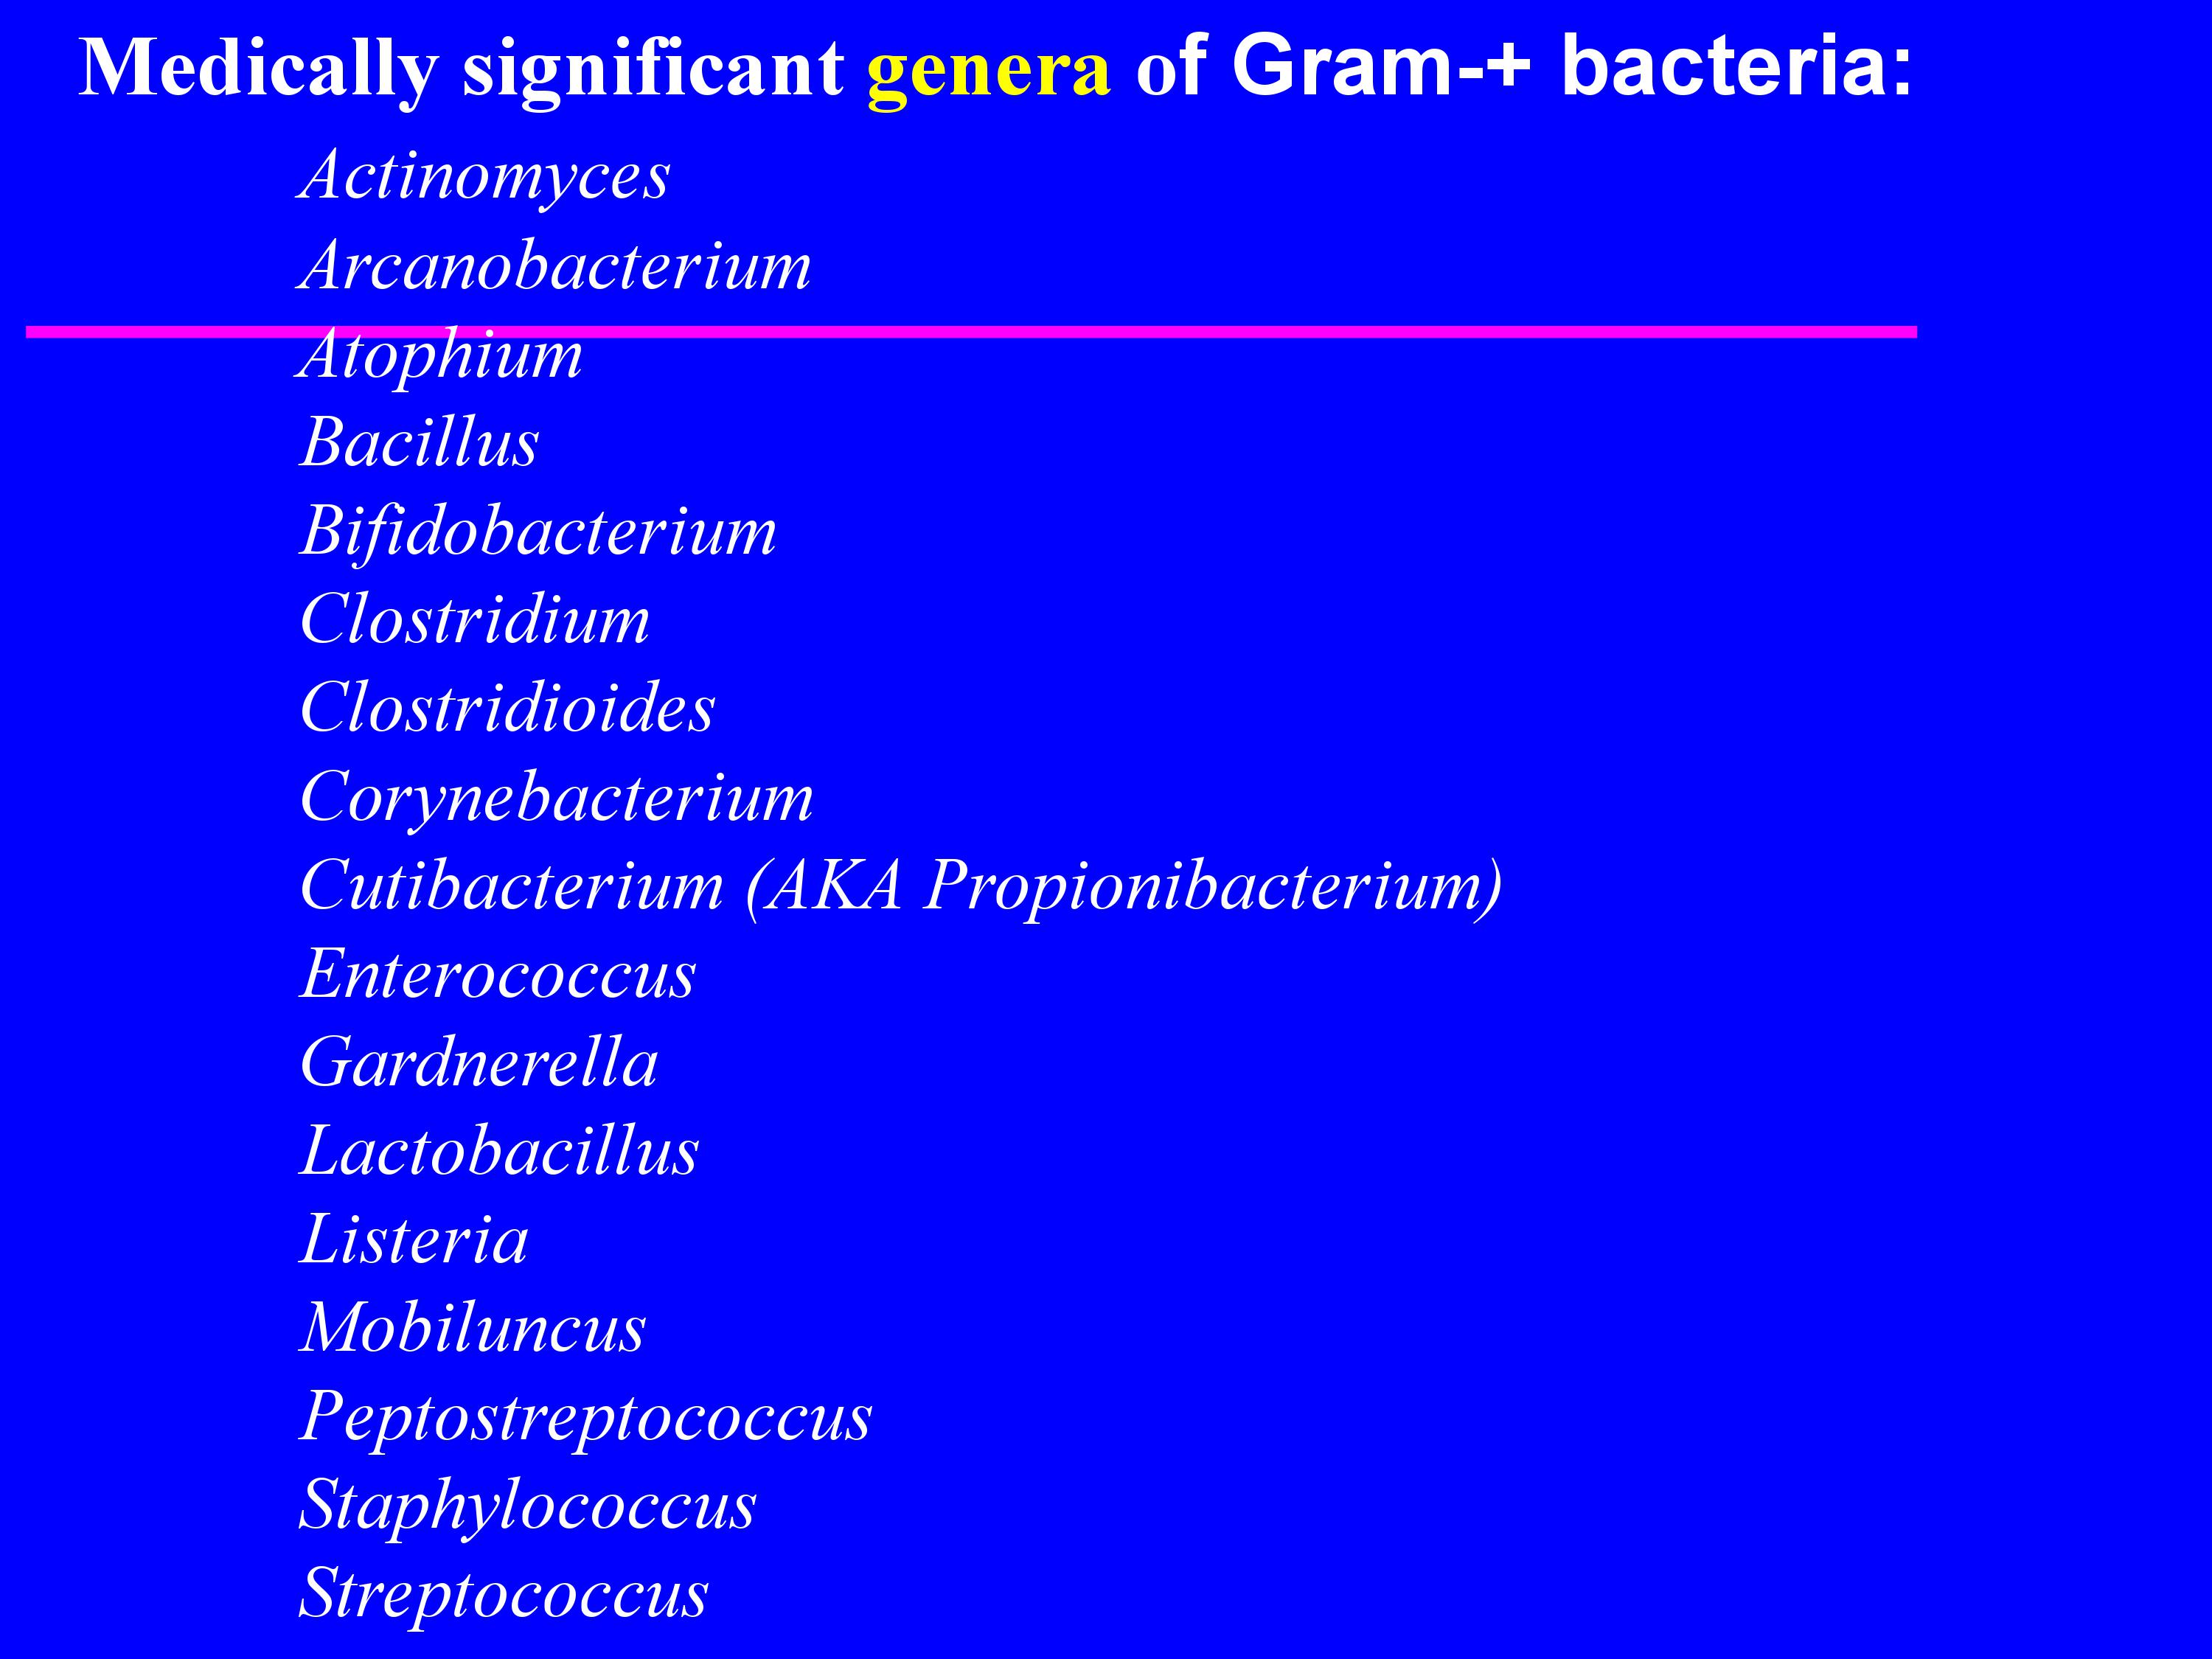 Medically significant genera of Gram-+ bacteria:
Actinomyces
Arcanobacterium
Atophium
Bacillus
Bifidobacterium
Clostridium
Clostridioides
Corynebacterium
Cutibacterium (AKA Propionibacterium)
Enterococcus
Gardnerella
Lactobacillus
Listeria
Mobiluncus
Peptostreptococcus
Staphylococcus
Streptococcus